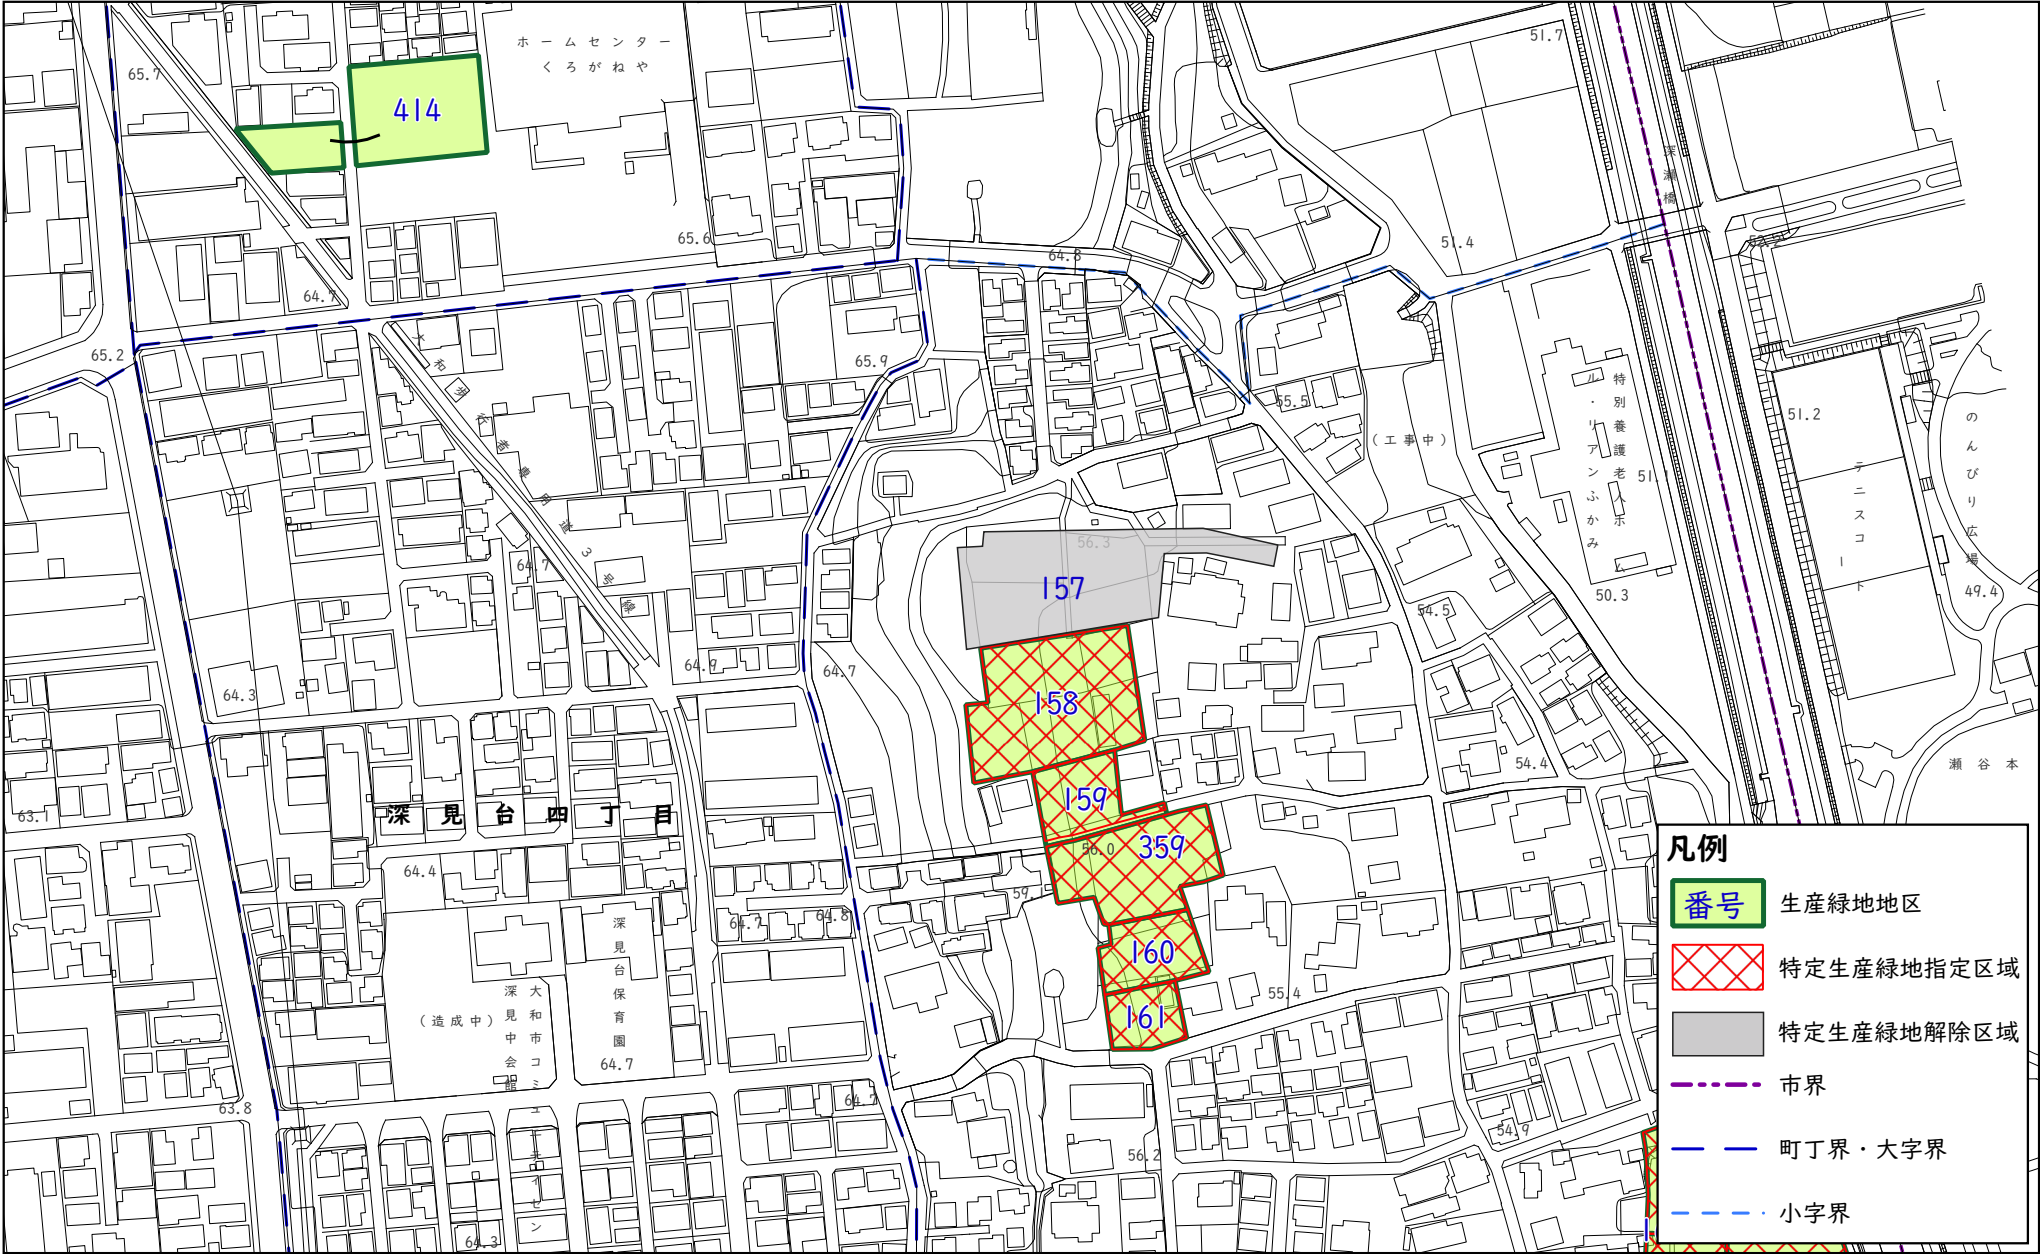 ホームセンター
くろがねや
51.7
65.7
414
深瀬橋
65.6
64.8
51.4
52.2
64.7
65.2
65.9
大和歩行者専用道3号線
55.5
(工事中)
特別養護老人ホーム
ル・リアンふかみ
51.2
のんびり広場
テニスコート
51.1
56.3
64.7
157
50.3
54.5
49.4
64.9
64.7
64.3
158
54.4
瀬谷本
159
63.1
深見台四丁目
359
56.0
凡例
64.4
59.1
番号 生産緑地地区
64.7
64.8
深見台保育園
160
特定生産緑地指定区域
55.4
大和市コミュニティセン
深見中会館
(造成中)
161
特定生産緑地解除区域
64.7
市界
63.8
64.7
54.9
町丁界・大字界
56.2
小字界
64.3